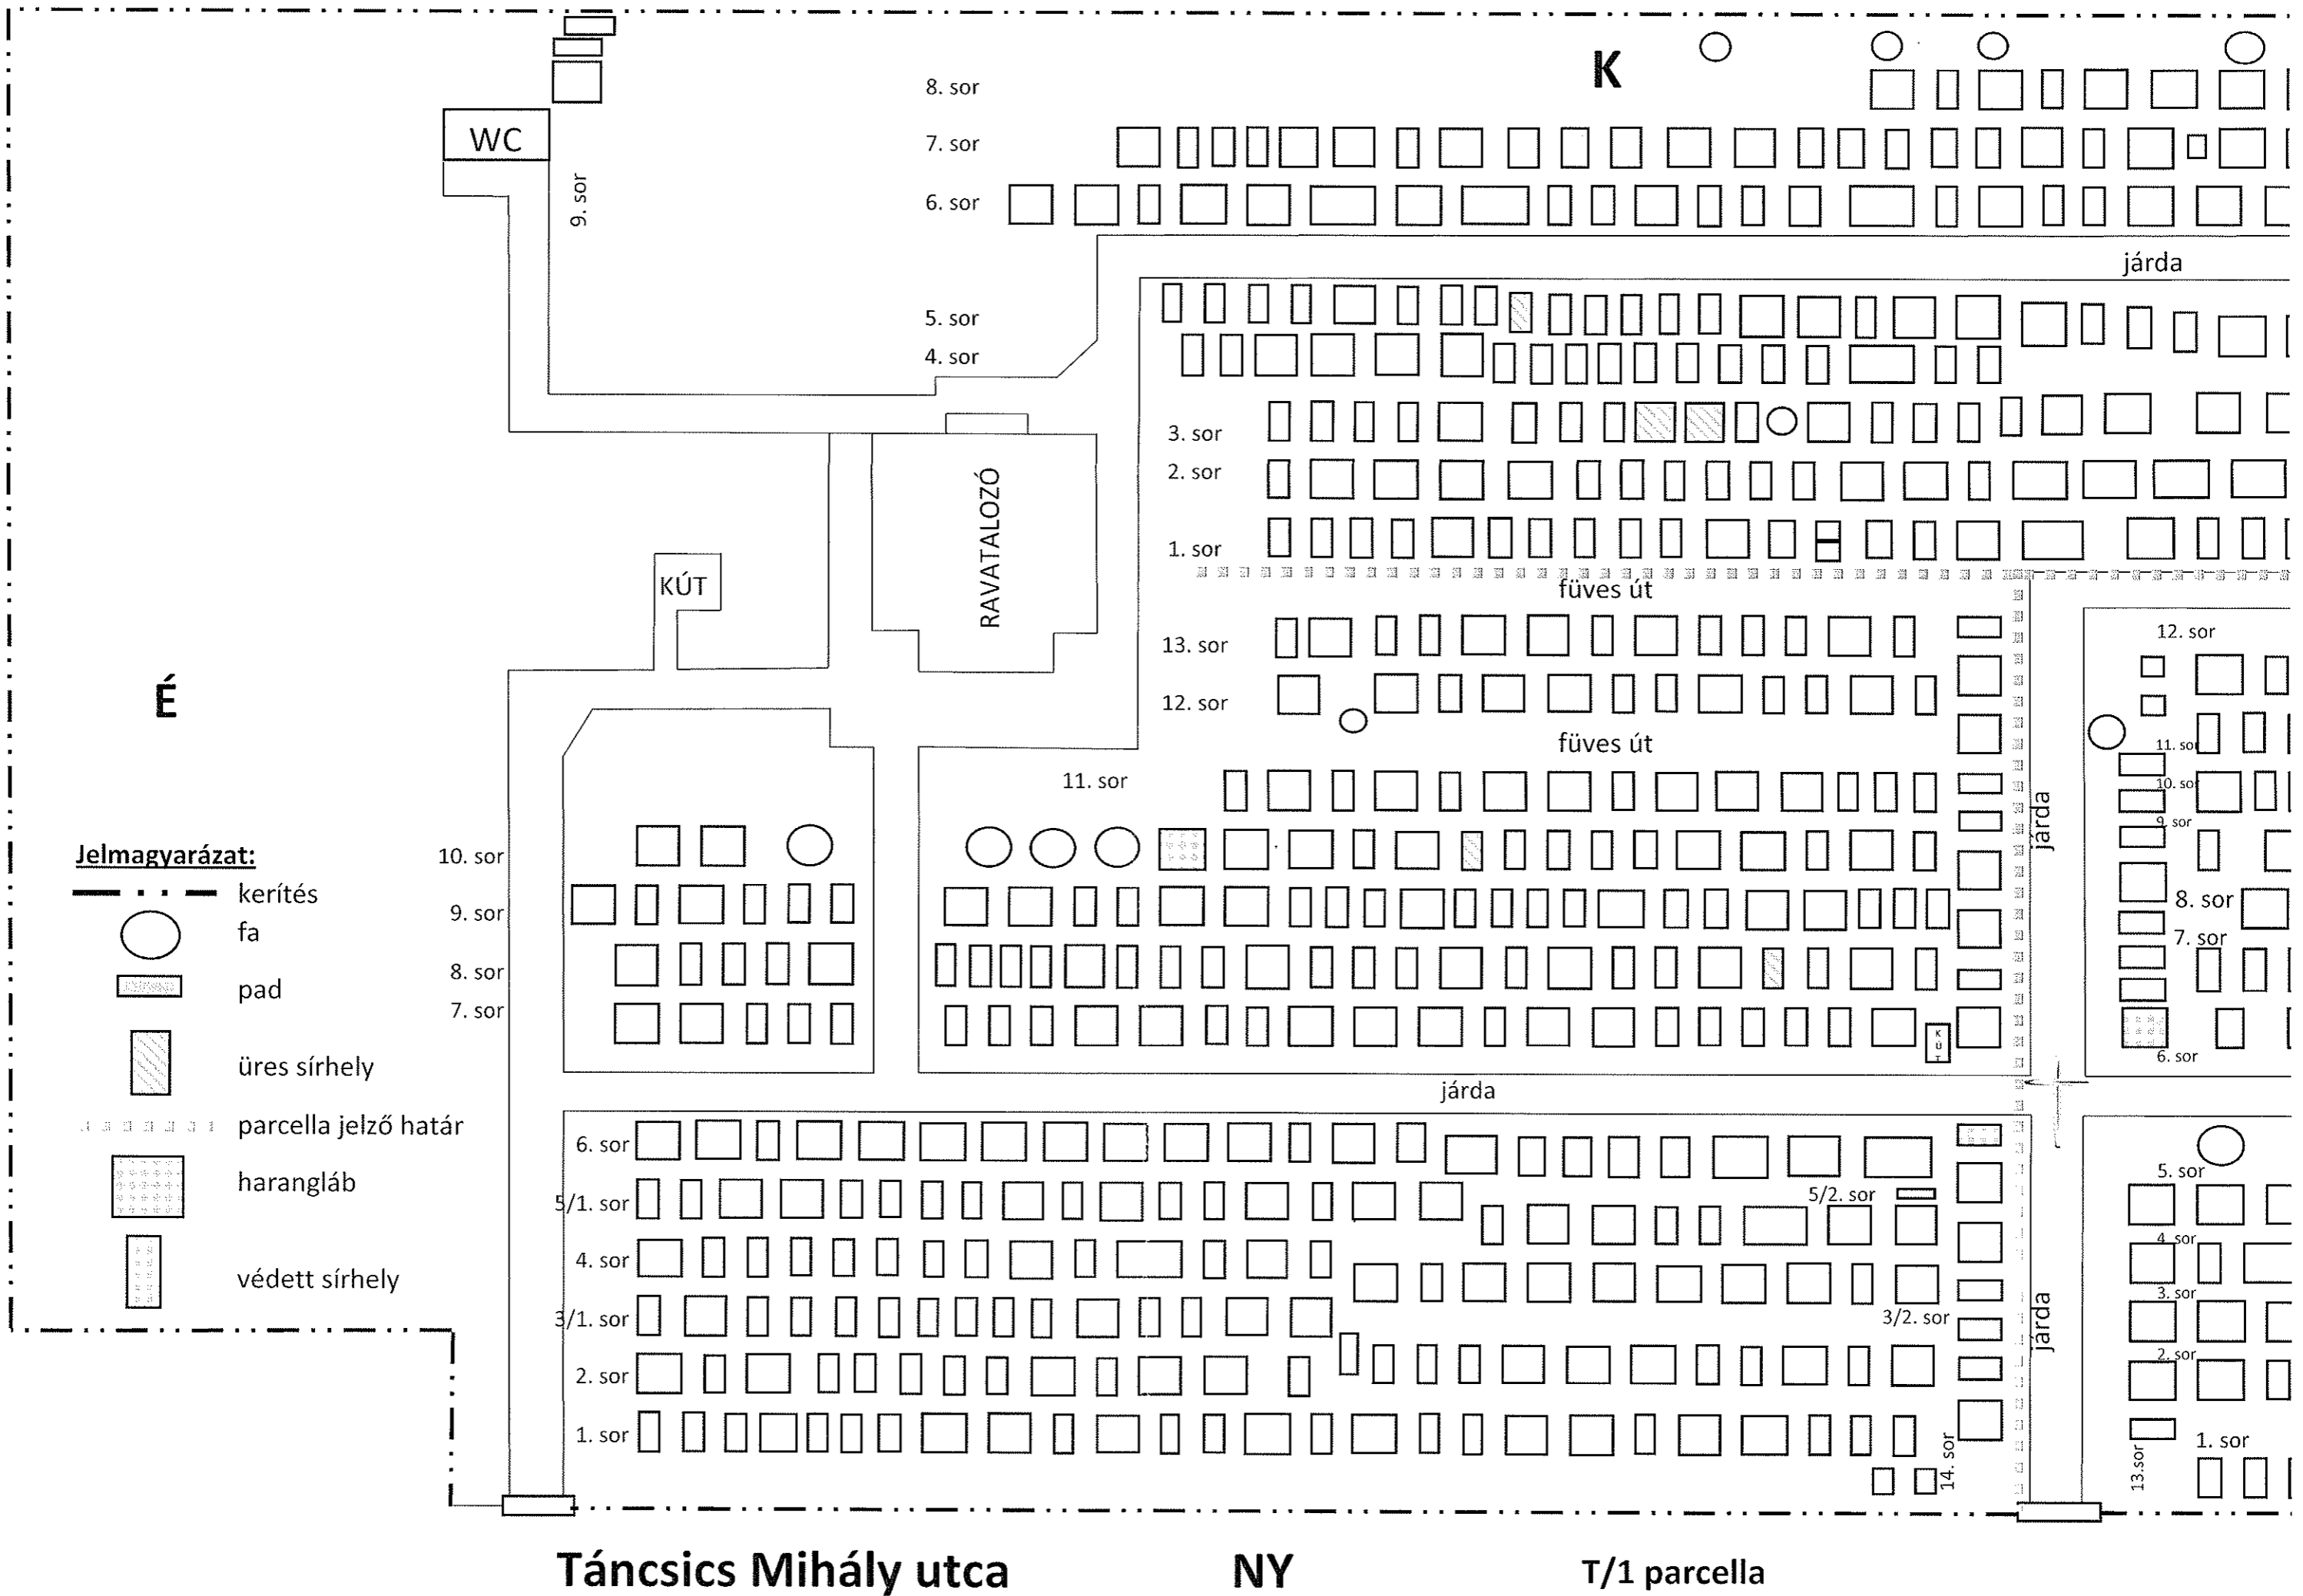 K
8. sor
WC
7. sor
9. sor
6. sor
járda
5. sor
4. sor
3. sor
2. sor
RAVATALOZÓ
1. sor
KÚT
füves út
12. sor
13. sor
É
12. sor
füves út
11. sor
11. sor
10. sor
járda
9. sor
Jelmagyarázat:
10. sor
kerítés
9. sor
8. sor
fa
7. sor
8. sor
pad
7. sor
KÚT
6. sor
üres sírhely
járda
parcella jelző határ
6. sor
5. sor
harangláb
5/1. sor
5/2. sor
4. sor
4. sor
védett sírhely
3. sor
3/1. sor
3/2. sor
járda
2. sor
2. sor
1. sor
14. sor
13.sor
1. sor
Táncsics Mihály utca
NY
T/1 parcella